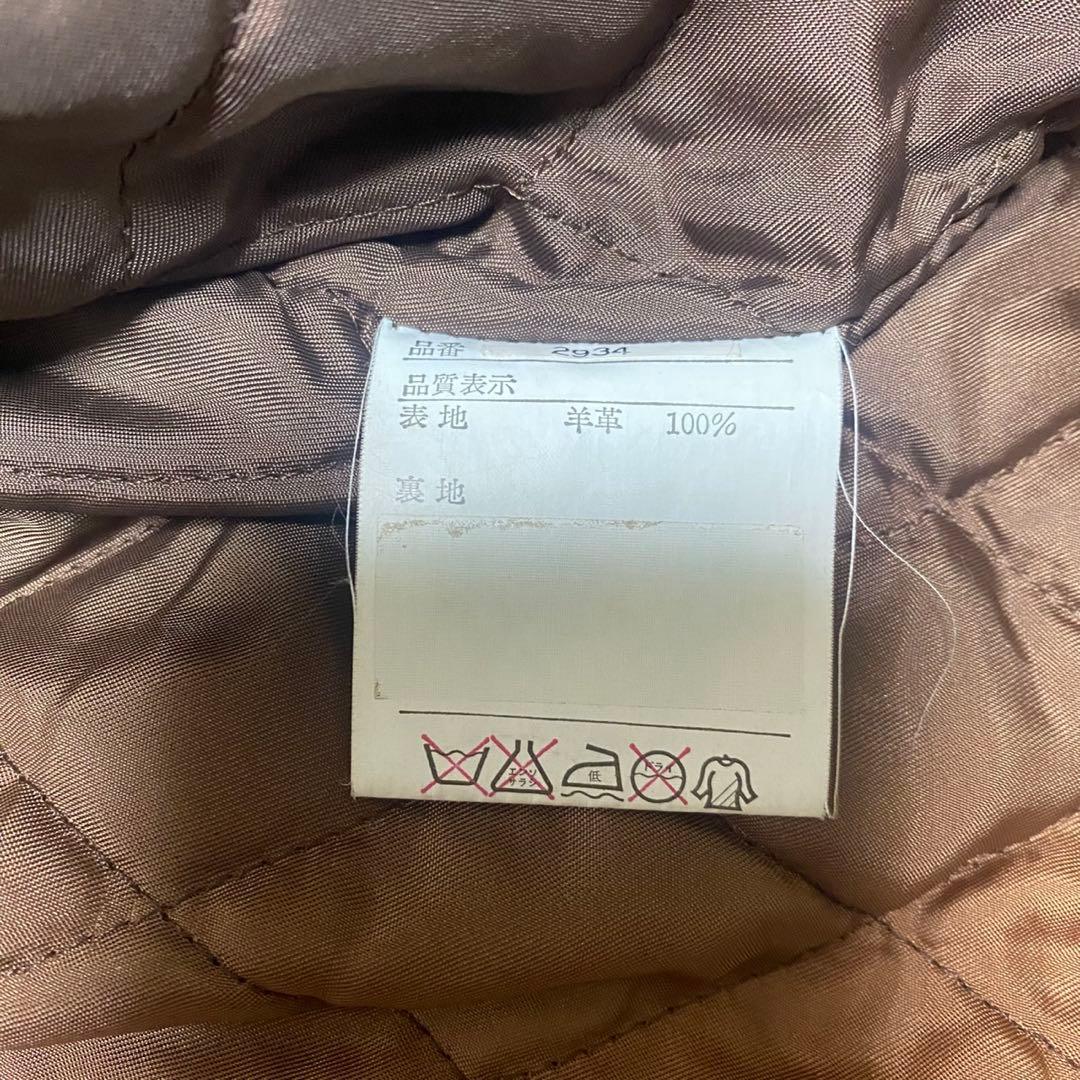 品番 2934
品質表示
表地 羊革 100%
裏地
エンソ サラシ 低 ドライ